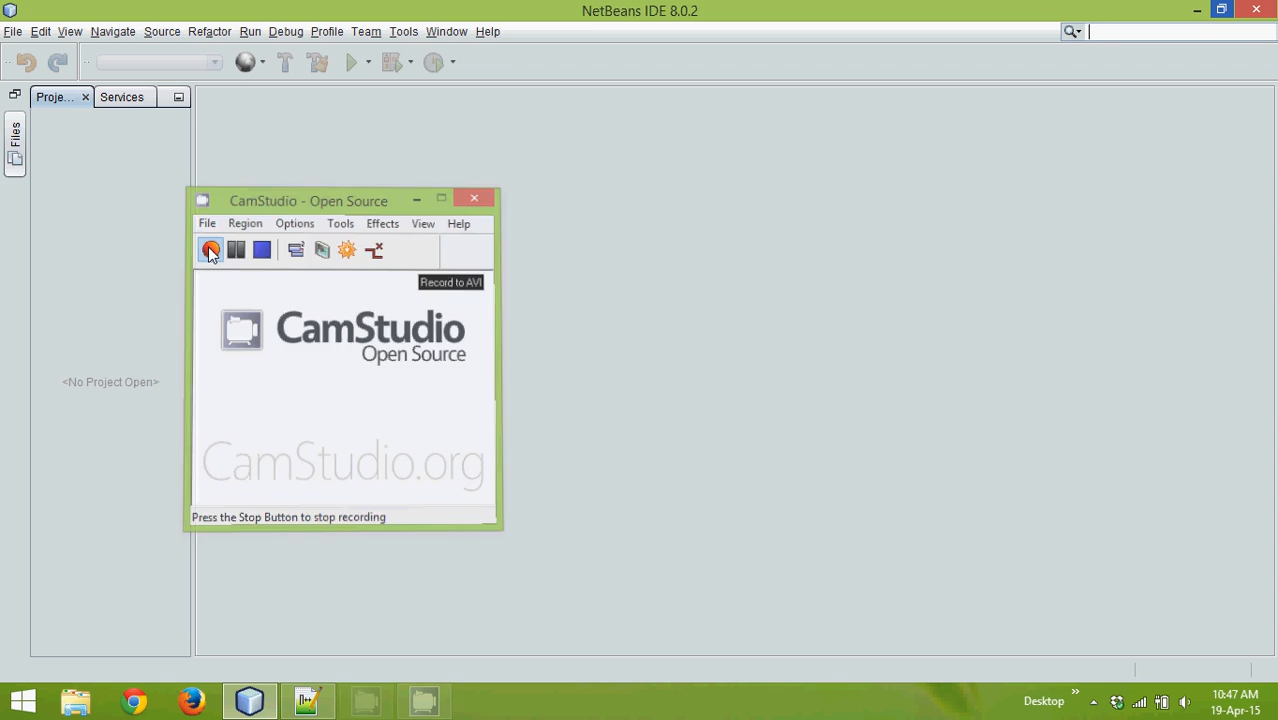 NetBeans IDE 8.0.2
File Edit View Navigate Source Refactor Run Debug Profile Team Tools Window Help
Proje... Services
Files
<No Project Open>
CamStudio - Open Source
File Region Options Tools Effects View Help
Record to AVI
CamStudio
Open Source
CamStudio.org
Press the Stop Button to stop recording
Desktop
10:47 AM
19-Apr-15